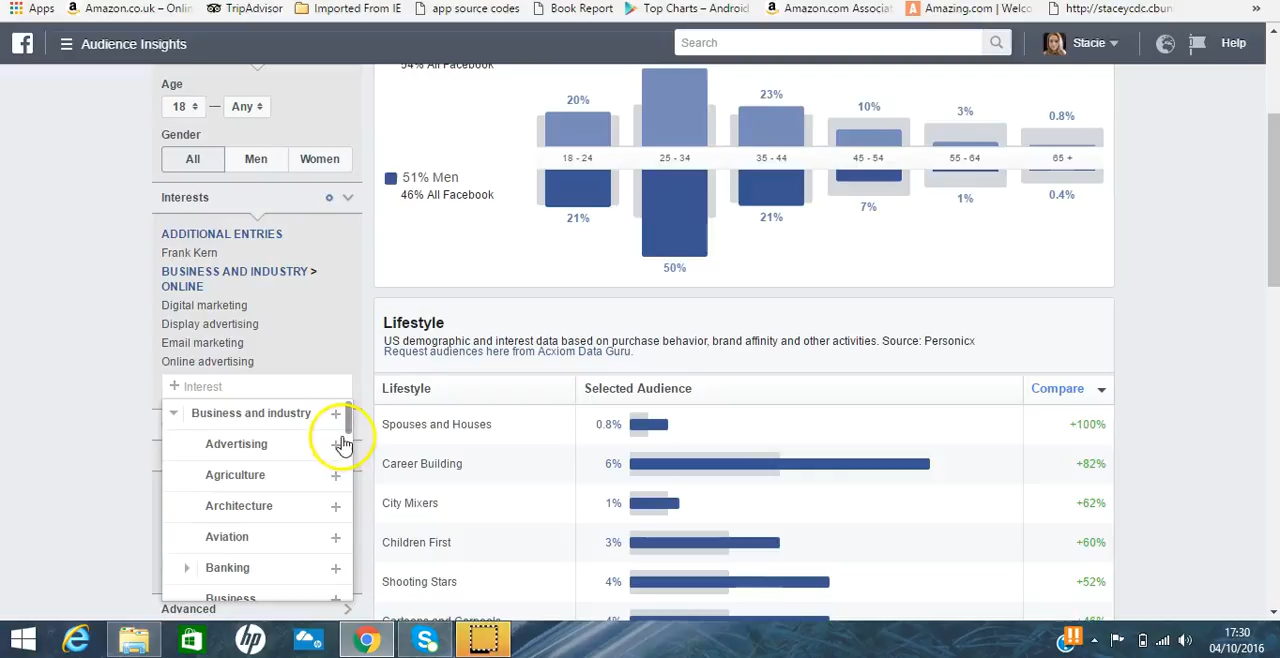 Apps Amazon.co.uk – Onlin TripAdvisor Imported From IE app source codes Book Report Top Charts – Android Amazon.com Associat Amazing.com | Welco http://staceycdc.cbun »
Audience Insights Search Stacie Help
54% All Facebook
Age
18 — Any
Gender
All Men Women
Interests
ADDITIONAL ENTRIES
Frank Kern
BUSINESS AND INDUSTRY >
ONLINE
Digital marketing
Display advertising
Email marketing
Online advertising
+ Interest
Business and industry +
Advertising
Agriculture +
Architecture +
Aviation +
Banking +
Business +
Advanced
20% 23% 10% 3% 0.8%
18 - 24 25 - 34 35 - 44 45 - 54 55 - 64 65 +
51% Men
46% All Facebook
21% 50% 21% 7% 1% 0.4%
Lifestyle
US demographic and interest data based on purchase behavior, brand affinity and other activities. Source: Personicx
Request audiences here from Acxiom Data Guru.
Lifestyle Selected Audience Compare
Spouses and Houses 0.8% +100%
Career Building 6% +82%
City Mixers 1% +62%
Children First 3% +60%
Shooting Stars 4% +52%
17:30
04/10/2016